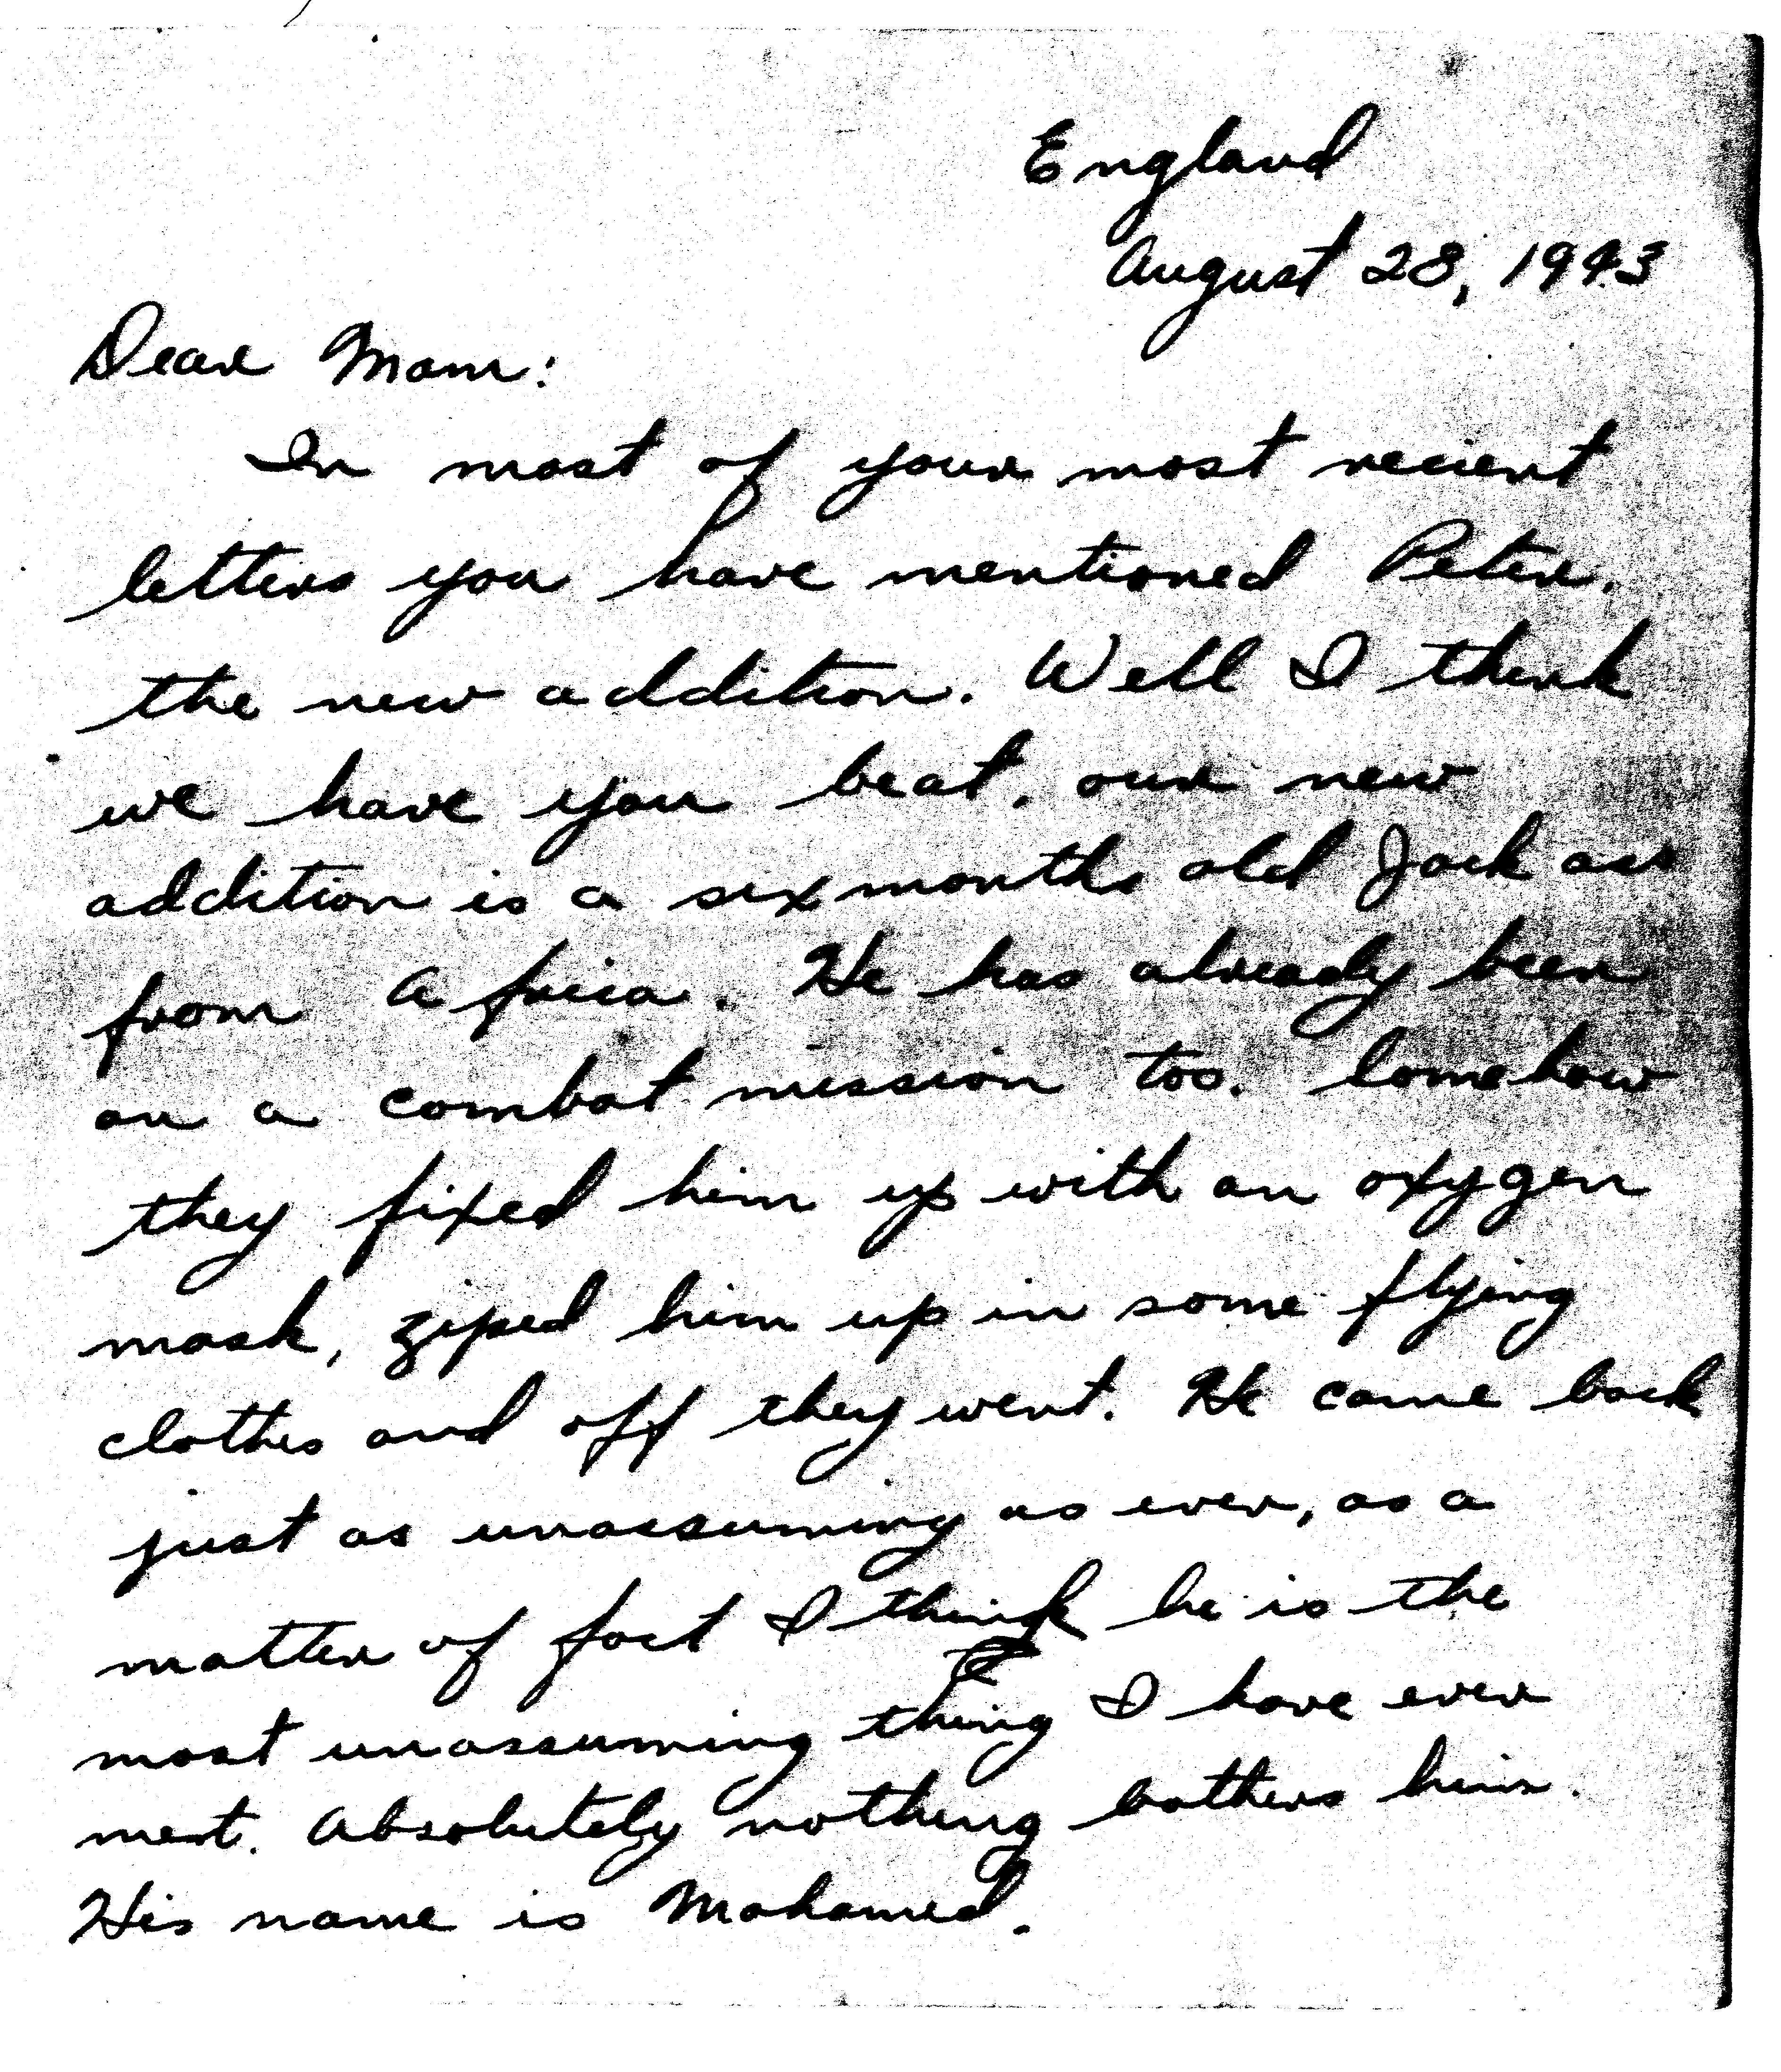 England
August 28, 1943
Dear Mom:
In most of your most recient
letters you have mentioned Peter,
the new addition. Well I think
we have you beat. our new
addition is a six months old Jack ass
from Africa. He has already been
on a combat mission too. Somehow
they fixed him up with an oxygen
mask, ziped him up in some flying
clothes and off they went. He came back
just as unassuming as ever, as a
matter of fact I think he is the
most unassuming thing I have ever
met. Absolutely nothing bothers him.
His name is Mohamed.